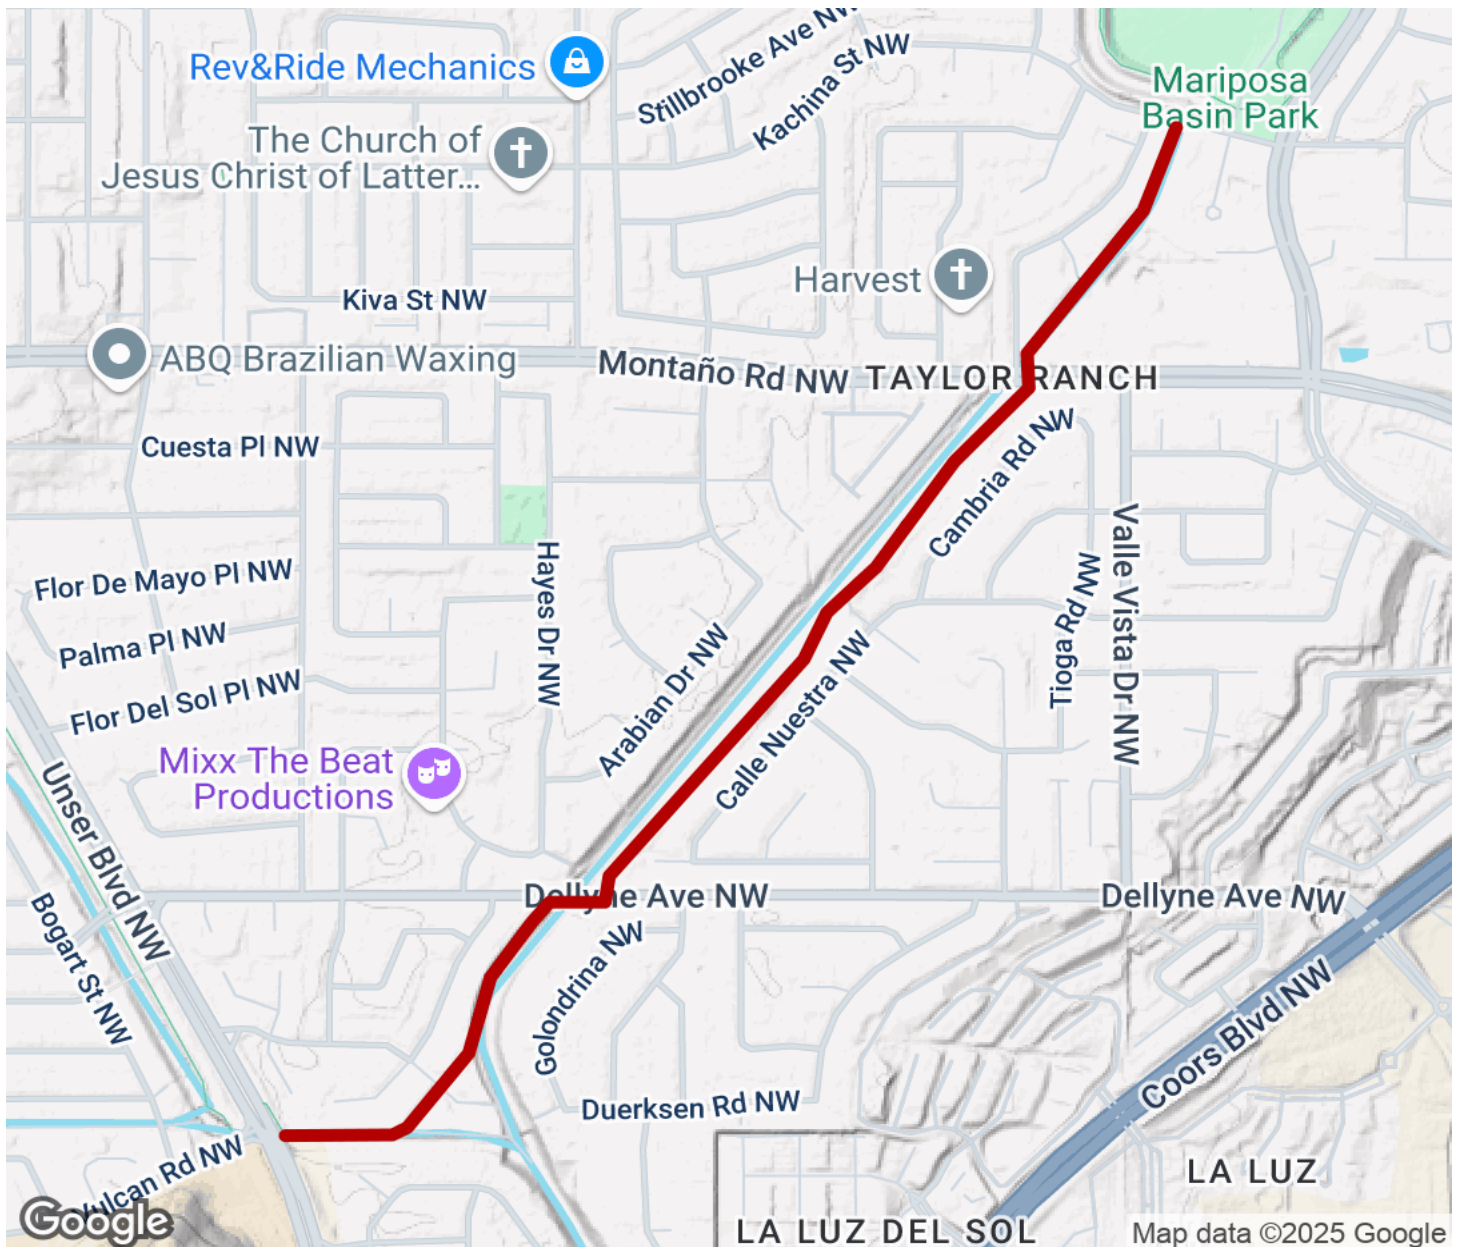 Stillbrooke Ave NW
Kachina St NW
Rev&Ride Mechanics
Mariposa
Basin Park
The Church of
Jesus Christ of Latter...
Harvest
Kiva St NW
ABQ Brazilian Waxing
Montaño Rd NW
TAYLOR RANCH
Cuesta Pl NW
Cambria Rd NW
Valle Vista Dr NW
Flor De Mayo Pl NW
Hayes Dr NW
Tioga Rd NW
Palma Pl NW
Arabian Dr NW
Calle Nuestra NW
Flor Del Sol Pl NW
Mixx The Beat
Productions
Unser Blvd NW
Dellyne Ave NW
Dellyne Ave NW
Bogart St NW
Golondrina NW
Coors Blvd NW
Duerksen Rd NW
Vulcan Rd NW
LA LUZ
LA LUZ DEL SOL
Google
Map data ©2025 Google